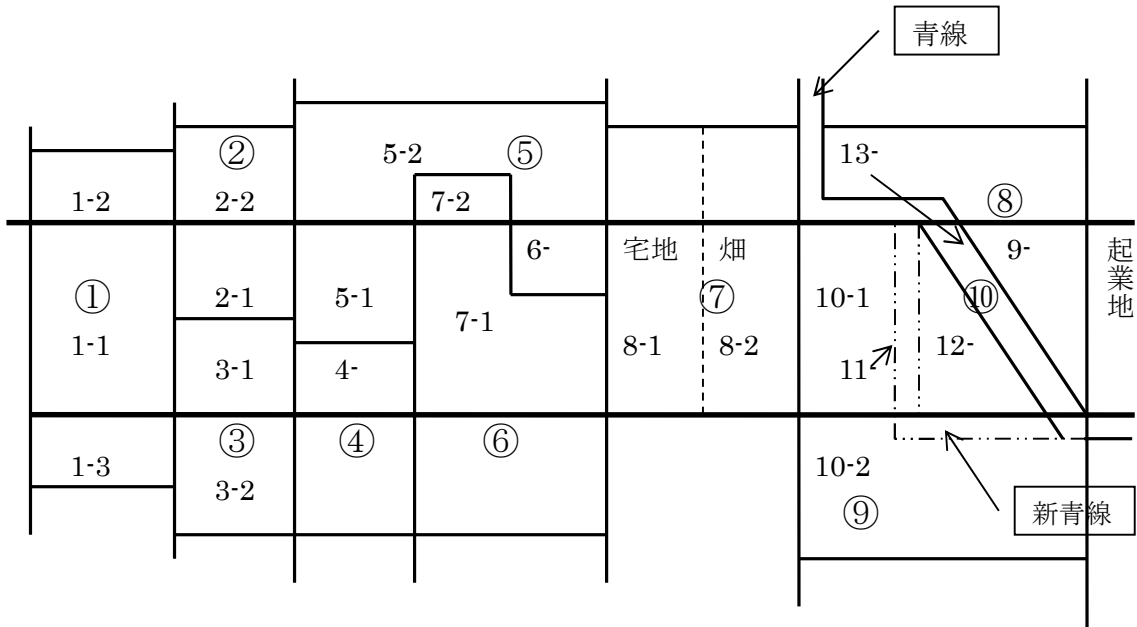 青線
② 5-2 ⑤ 13-
1-2 2-2 7-2 ⑧
6- 宅地 畑 9- 起業地
① 2-1 5-1 7-1 10-1 ⑩ ⑦
1-1 3-1 4- 8-1 8-2 11- 12-
③ ④ ⑥
1-3 3-2 10-2
⑨ 新青線